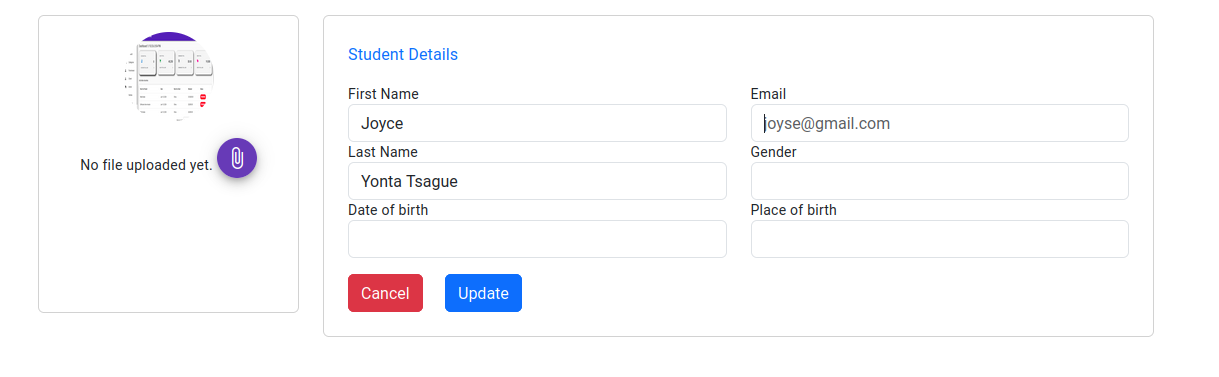 No file uploaded yet.
Student Details
First Name
Joyce
Email
joyse@gmail.com
Last Name
Yonta Tsague
Gender
Date of birth
Place of birth
Cancel
Update